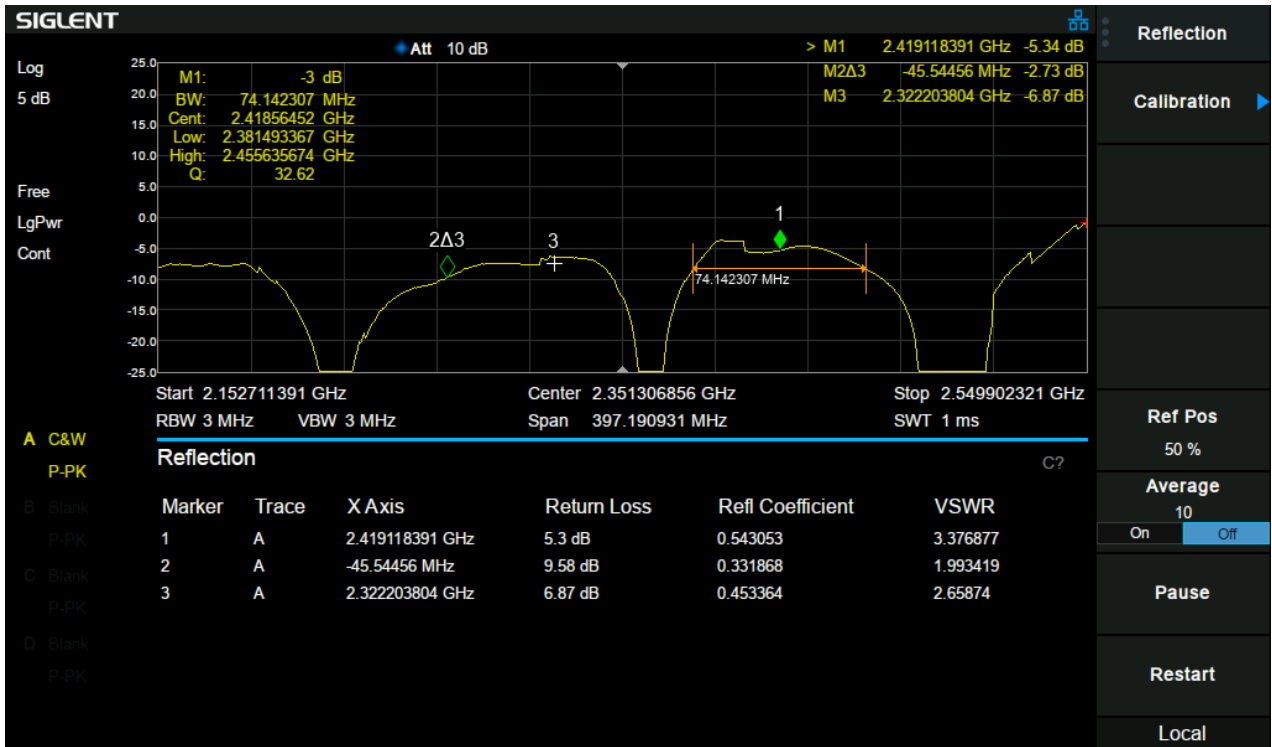 SIGLENT
Reflection
Att 10 dB
> M1 2.419118391 GHz -5.34 dB
M2Δ3 -45.54456 MHz -2.73 dB
M3 2.322203804 GHz -6.87 dB
Log
5 dB
Free
LgPwr
Cont
25.0
20.0
15.0
10.0
5.0
0.0
-5.0
-10.0
-15.0
-20.0
-25.0
M1: -3 dB
BW: 74.142307 MHz
Cent: 2.41856452 GHz
Low: 2.381493367 GHz
High: 2.455635674 GHz
Q: 32.62
2Δ3
3
1
74.142307 MHz
Start 2.152711391 GHz Center 2.351306856 GHz Stop 2.549902321 GHz
RBW 3 MHz VBW 3 MHz Span 397.190931 MHz SWT 1 ms
A C&W
P-PK
B Blank
P-PK
C Blank
P-PK
D Blank
P-PK
Reflection
C?
Marker Trace X Axis Return Loss Refl Coefficient VSWR
1 A 2.419118391 GHz 5.3 dB 0.543053 3.376877
2 A -45.54456 MHz 9.58 dB 0.331868 1.993419
3 A 2.322203804 GHz 6.87 dB 0.453364 2.65874
Calibration
Ref Pos
50 %
Average
10
On Off
Pause
Restart
Local